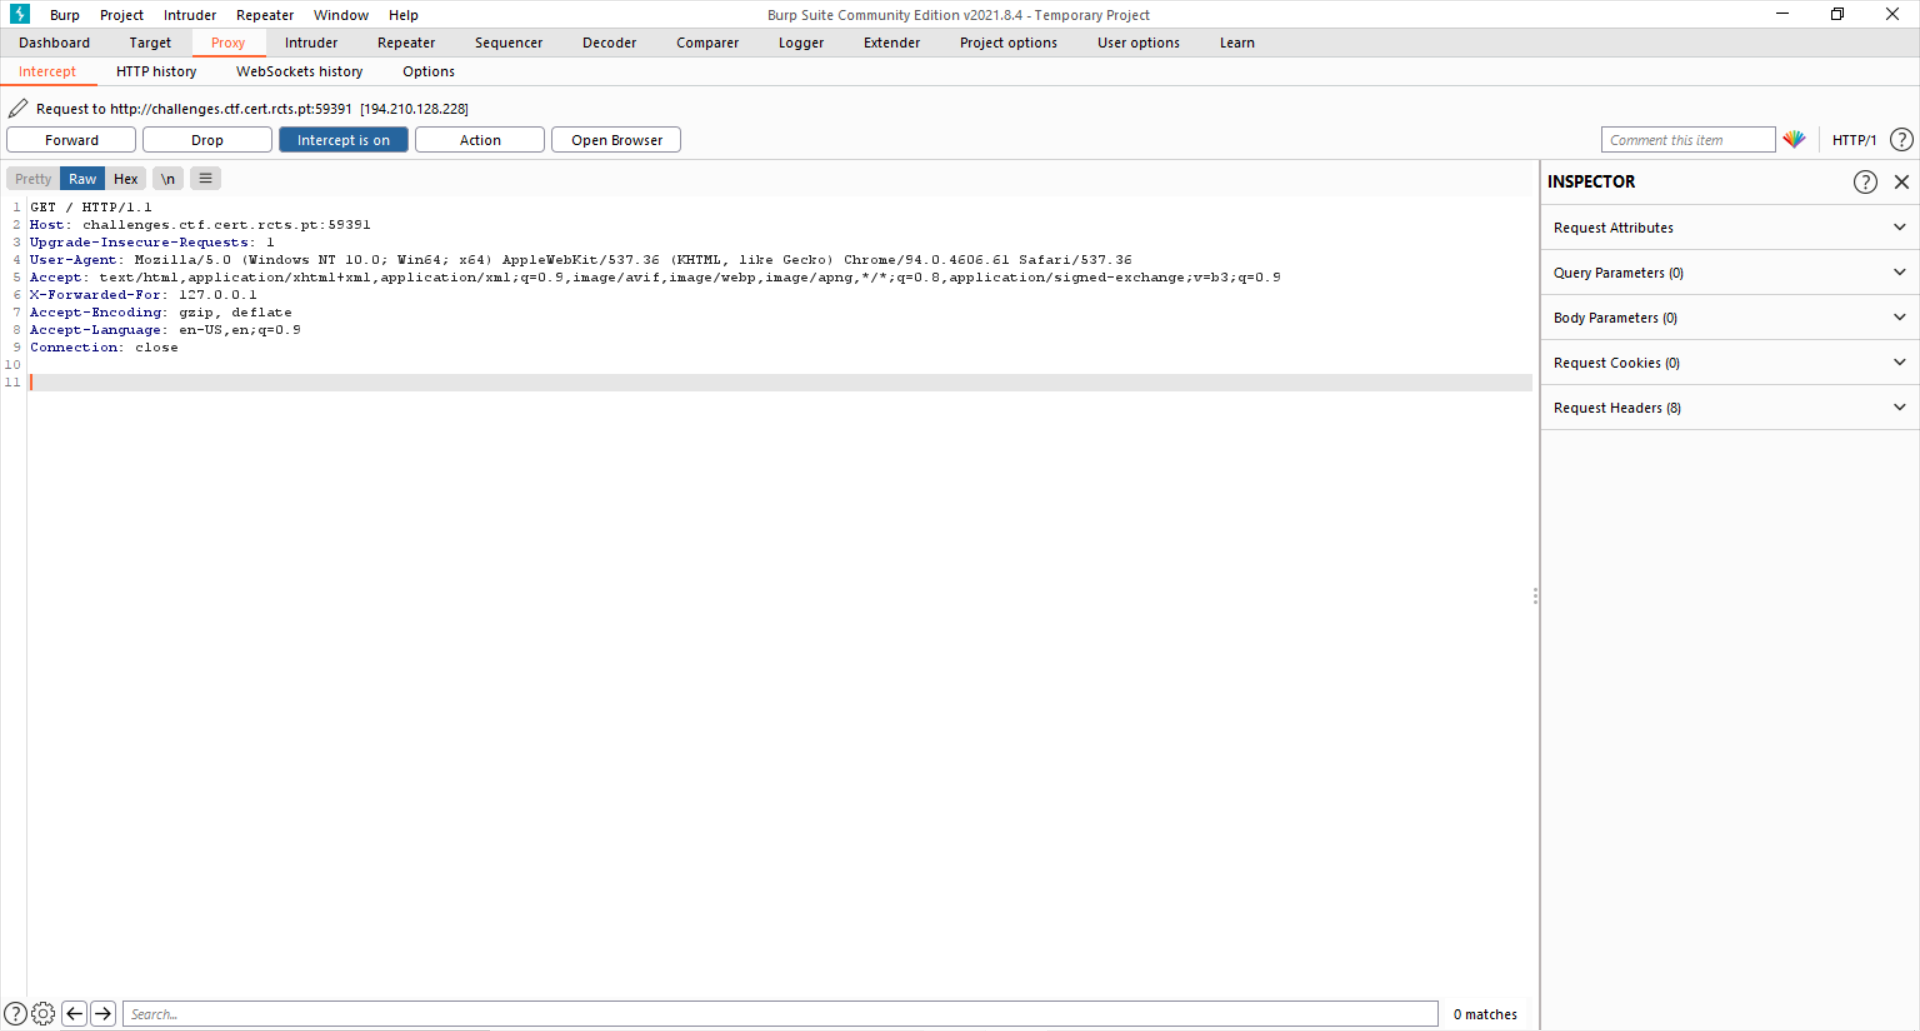 Burp Project Intruder Repeater Window Help Burp Suite Community Edition v2021.8.4 - Temporary Project
Dashboard Target Proxy Intruder Repeater Sequencer Decoder Comparer Logger Extender Project options User options Learn
Intercept HTTP history WebSockets history Options
Request to http://challenges.ctf.cert.rcts.pt:59391 [194.210.128.228]
Forward Drop Intercept is on Action Open Browser Comment this item HTTP/1 ?
Pretty Raw Hex \n
1 GET / HTTP/1.1
2 Host: challenges.ctf.cert.rcts.pt:59391
3 Upgrade-Insecure-Requests: 1
4 User-Agent: Mozilla/5.0 (Windows NT 10.0; Win64; x64) AppleWebKit/537.36 (KHTML, like Gecko) Chrome/94.0.4606.61 Safari/537.36
5 Accept: text/html,application/xhtml+xml,application/xml;q=0.9,image/avif,image/webp,image/apng,*/*;q=0.8,application/signed-exchange;v=b3;q=0.9
6 X-Forwarded-For: 127.0.0.1
7 Accept-Encoding: gzip, deflate
8 Accept-Language: en-US,en;q=0.9
9 Connection: close
10
11
INSPECTOR ?
Request Attributes
Query Parameters (0)
Body Parameters (0)
Request Cookies (0)
Request Headers (8)
? Search... 0 matches